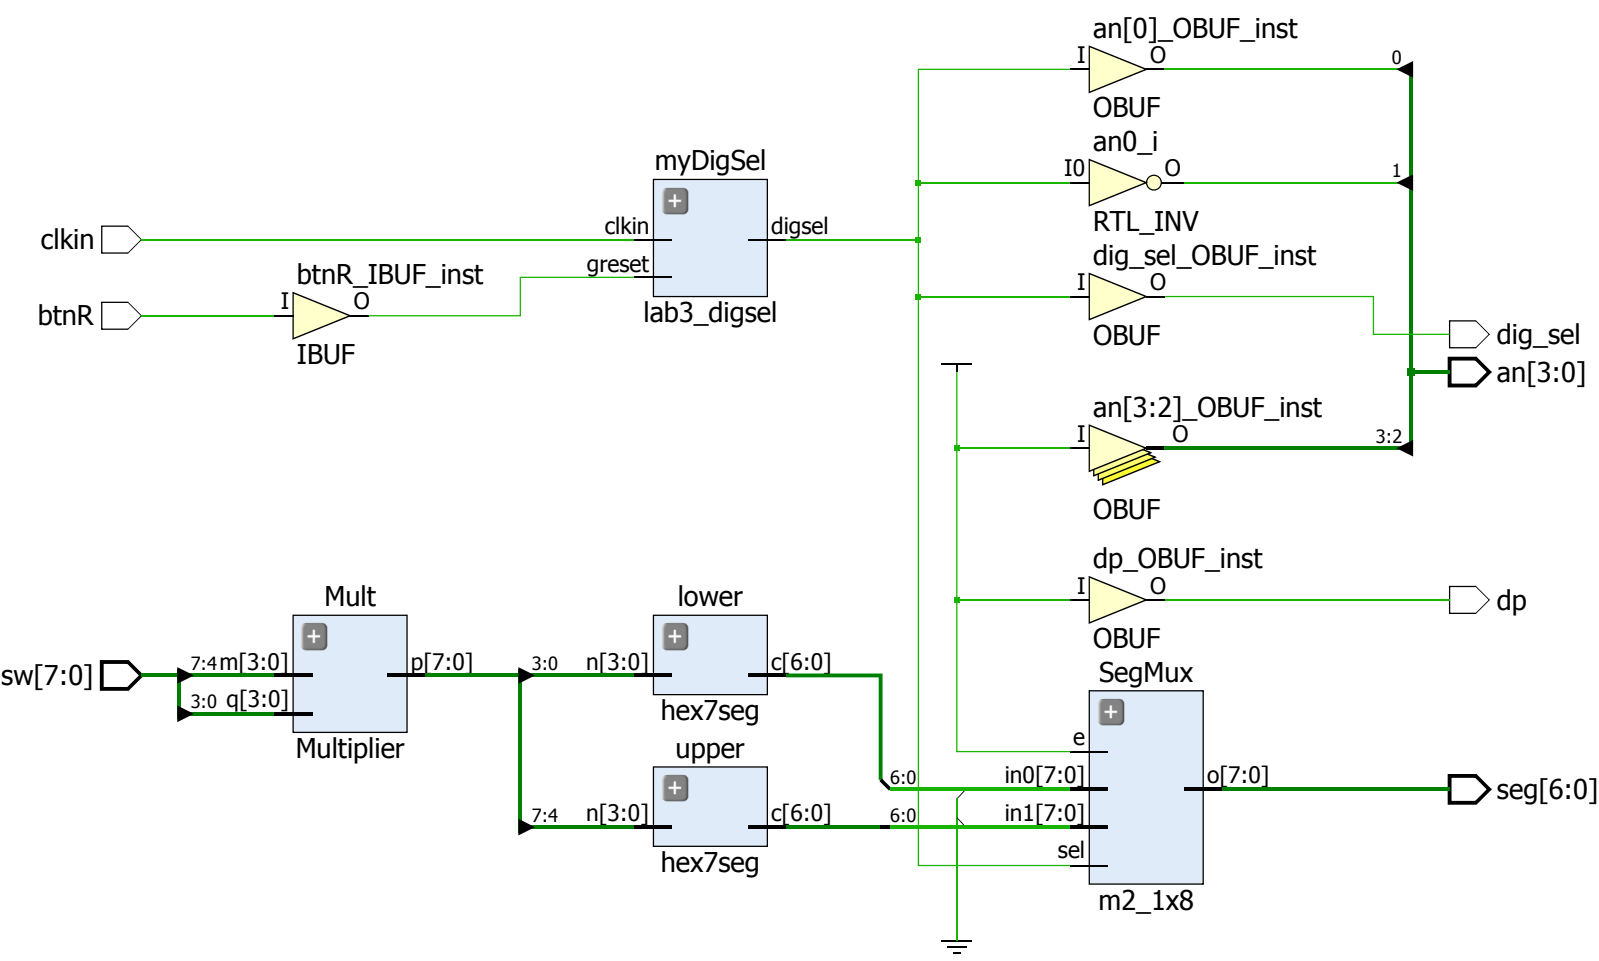 an[0]_OBUF_inst
I
O
0
OBUF
an0_i
I0
O
1
RTL_INV
myDigSel
clkin
clkin
digsel
greset
lab3_digsel
btnR
btnR_IBUF_inst
I
O
IBUF
dig_sel_OBUF_inst
I
O
OBUF
dig_sel
an[3:0]
an[3:2]_OBUF_inst
I
O
3:2
OBUF
dp_OBUF_inst
I
O
dp
OBUF
sw[7:0]
Mult
7:4 m[3:0]
p[7:0]
3:0 q[3:0]
Multiplier
lower
3:0 n[3:0]
c[6:0]
hex7seg
upper
7:4 n[3:0]
c[6:0]
hex7seg
SegMux
e
6:0 in0[7:0]
o[7:0]
seg[6:0]
6:0 in1[7:0]
sel
m2_1x8